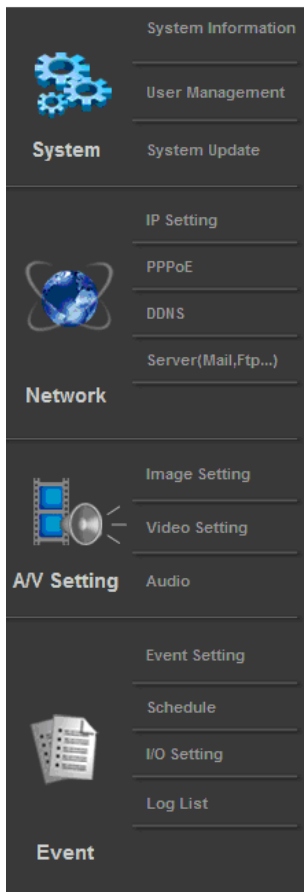 System Information
User Management
System
System Update
IP Setting
PPPoE
DDNS
Server(Mail,Ftp...)
Network
Image Setting
Video Setting
A/V Setting
Audio
Event Setting
Schedule
I/O Setting
Log List
Event